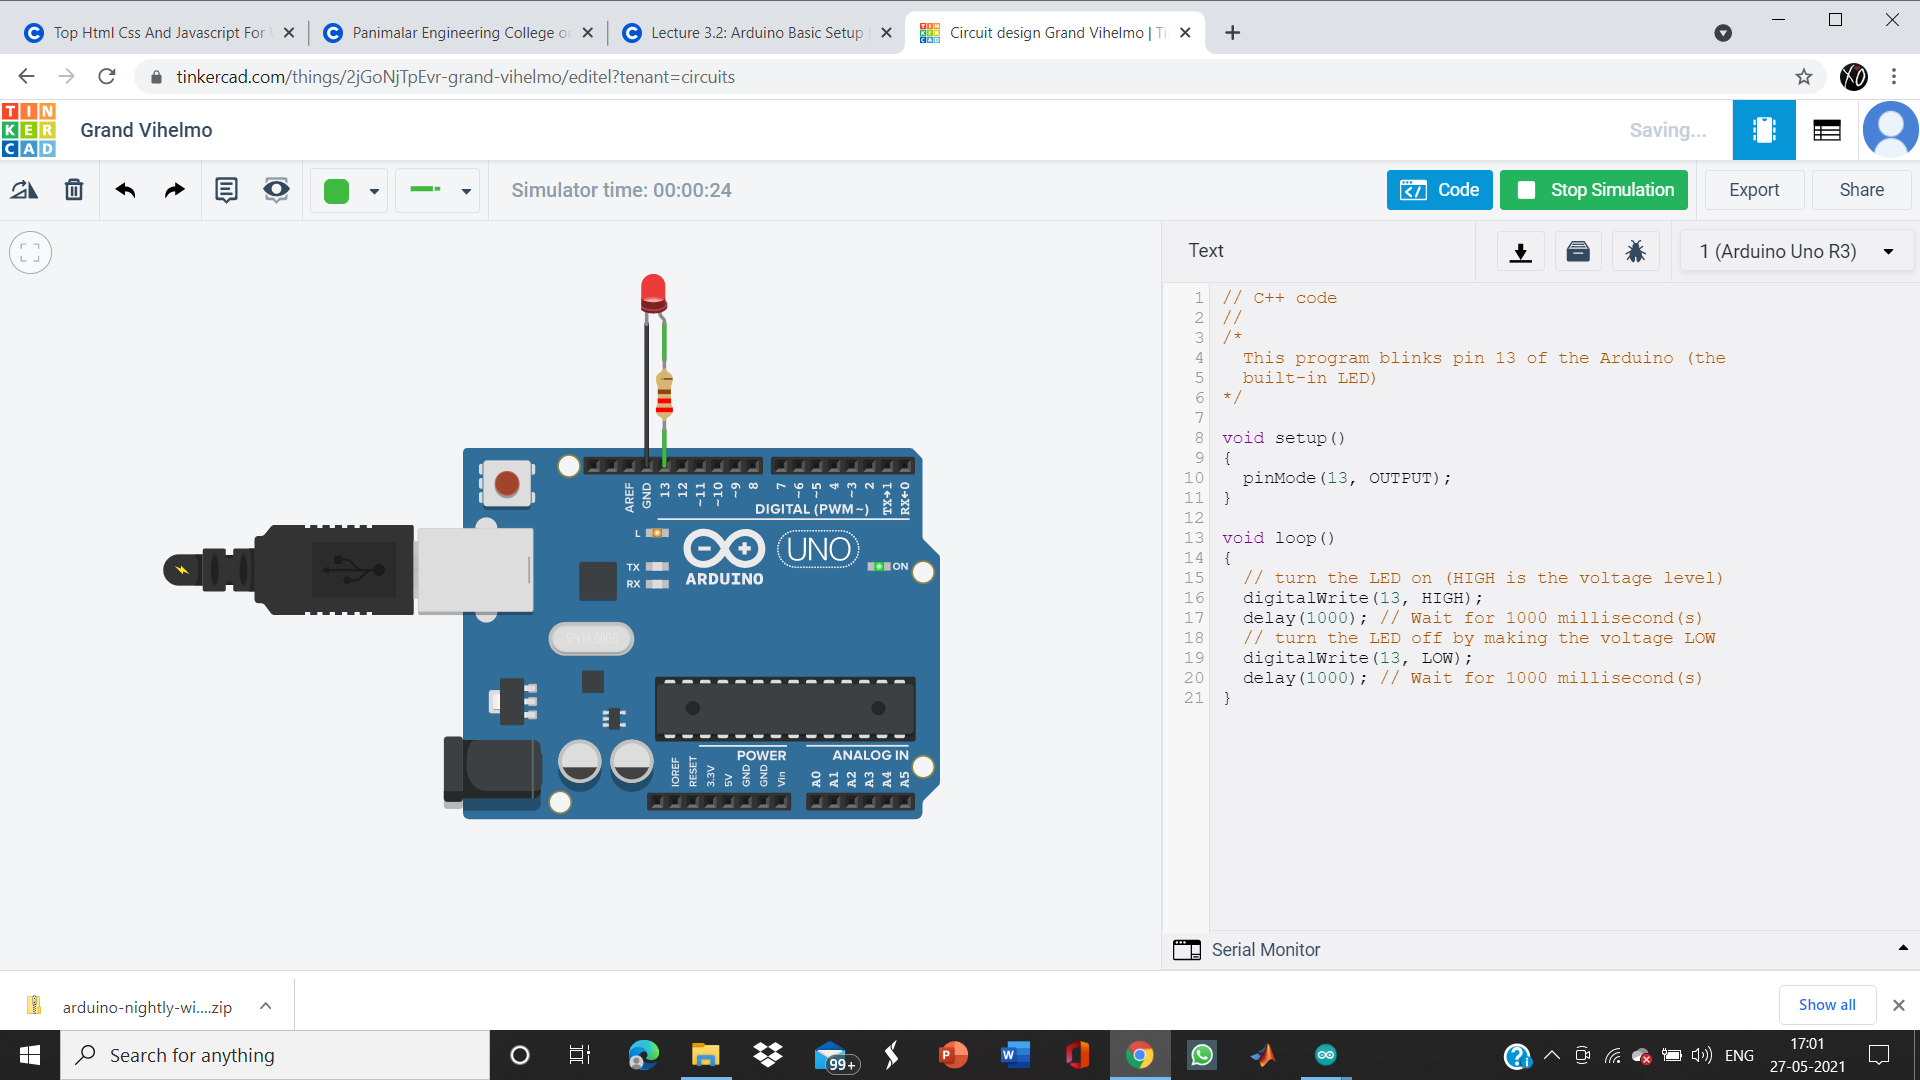 Top Html Css And Javascript For
Panimalar Engineering College o
Lecture 3.2: Arduino Basic Setup
Circuit design Grand Vihelmo | Ti
tinkercad.com/things/2jGoNjTpEvr-grand-vihelmo/editel?tenant=circuits
XO
TIN
KER
CAD
Grand Vihelmo
Saving...
Simulator time: 00:00:24
Code
Stop Simulation
Export
Share
Text
1 (Arduino Uno R3)
1 // C++ code
2 //
3 /*
4 This program blinks pin 13 of the Arduino (the
5 built-in LED)
6 */
7
8 void setup()
9 {
10 pinMode(13, OUTPUT);
11 }
12
13 void loop()
14 {
15 // turn the LED on (HIGH is the voltage level)
16 digitalWrite(13, HIGH);
17 delay(1000); // Wait for 1000 millisecond(s)
18 // turn the LED off by making the voltage LOW
19 digitalWrite(13, LOW);
20 delay(1000); // Wait for 1000 millisecond(s)
21 }
AREF
GND
13
12
~11
~10
~9
8
7
~6
~5
4
~3
2
TX→1
RX←0
DIGITAL (PWM~)
L
TX
RX
ARDUINO
UNO
ON
POWER
ANALOG IN
IOREF
RESET
3.3V
5V
GND
GND
Vin
A0
A1
A2
A3
A4
A5
Serial Monitor
arduino-nightly-wi....zip
Show all
Search for anything
99+
ENG
17:01
27-05-2021